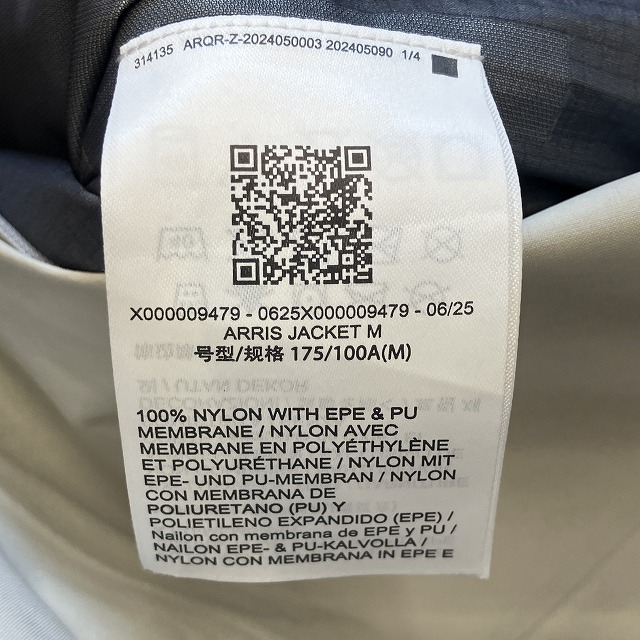 314135 ARQR-Z-2024050003 202405090 1/4
X000009479 - 0625X000009479 - 06/25
ARRIS JACKET M
号型/规格 175/100A(M)
100% NYLON WITH EPE & PU
MEMBRANE / NYLON AVEC
MEMBRANE EN POLYÉTHYLÈNE
ET POLYURÉTHANE / NYLON MIT
EPE- UND PU-MEMBRAN / NYLON
CON MEMBRANA DE
POLIURETANO (PU) Y
POLIETILENO EXPANDIDO (EPE) /
Nailon com membrana de EPE y PU /
NAILON EPE- & PU-KALVOLLA /
NYLON CON MEMBRANA IN EPE E